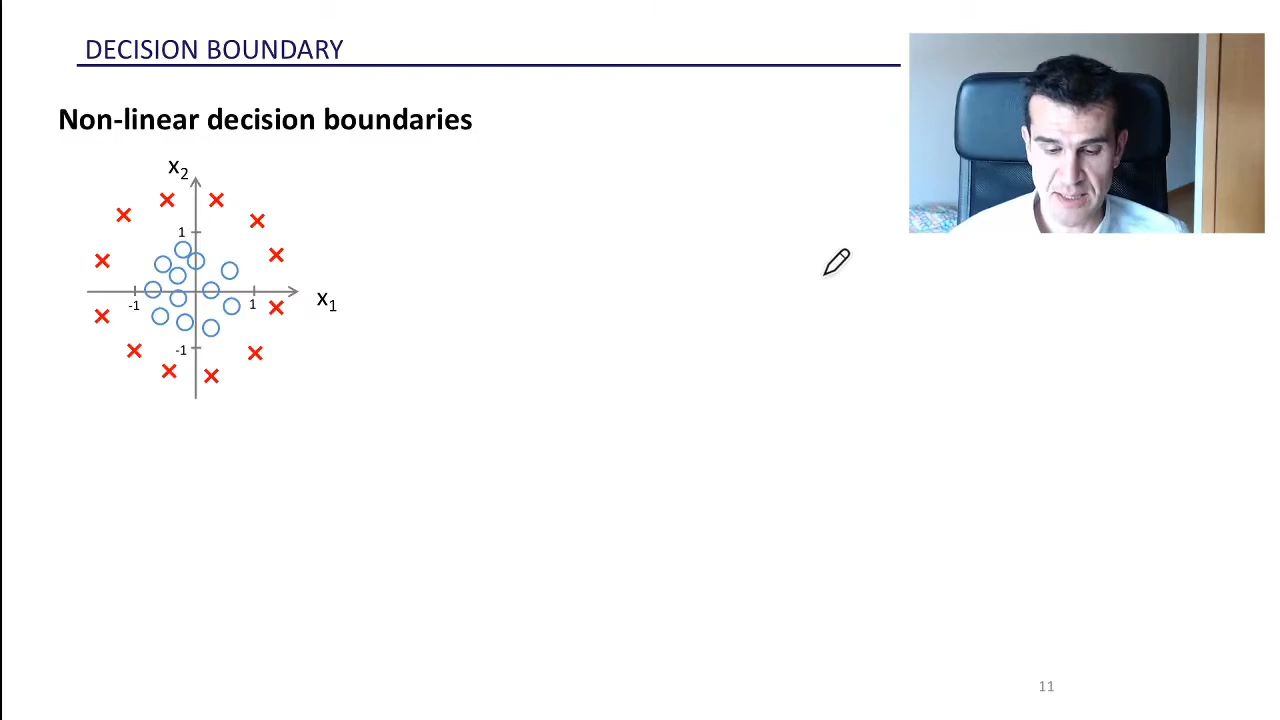 DECISION BOUNDARY
Non-linear decision boundaries
x2
1
-1
1
x1
-1
11